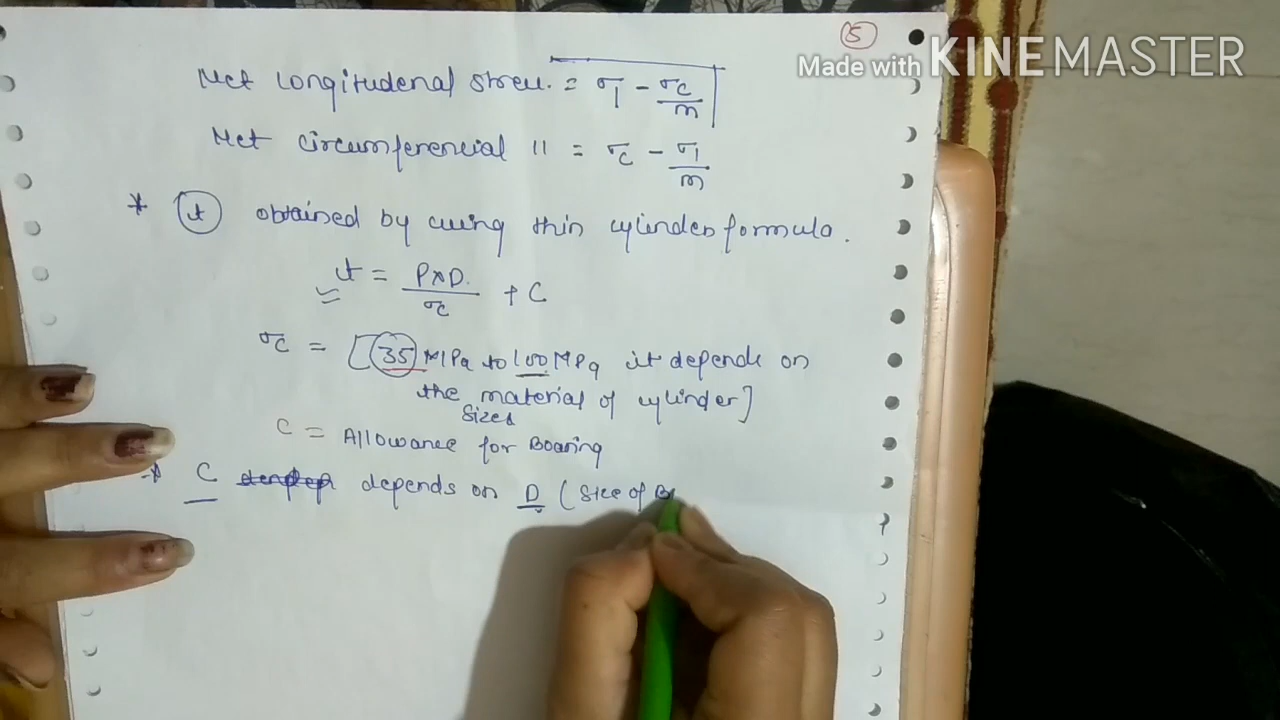 5
Made with KINEMASTER
Net longitudenal stress. = σl - σc/m
Net circumferencial 11 = σc - σl/m
* t obtained by using thin cylinder formula.
t = P×D./σc + C
σc = [35 MPa to 100 MPa it depends on
the material of cylinder]
C = Allowance for Boaring
Sized
* C depends on D (Size of B